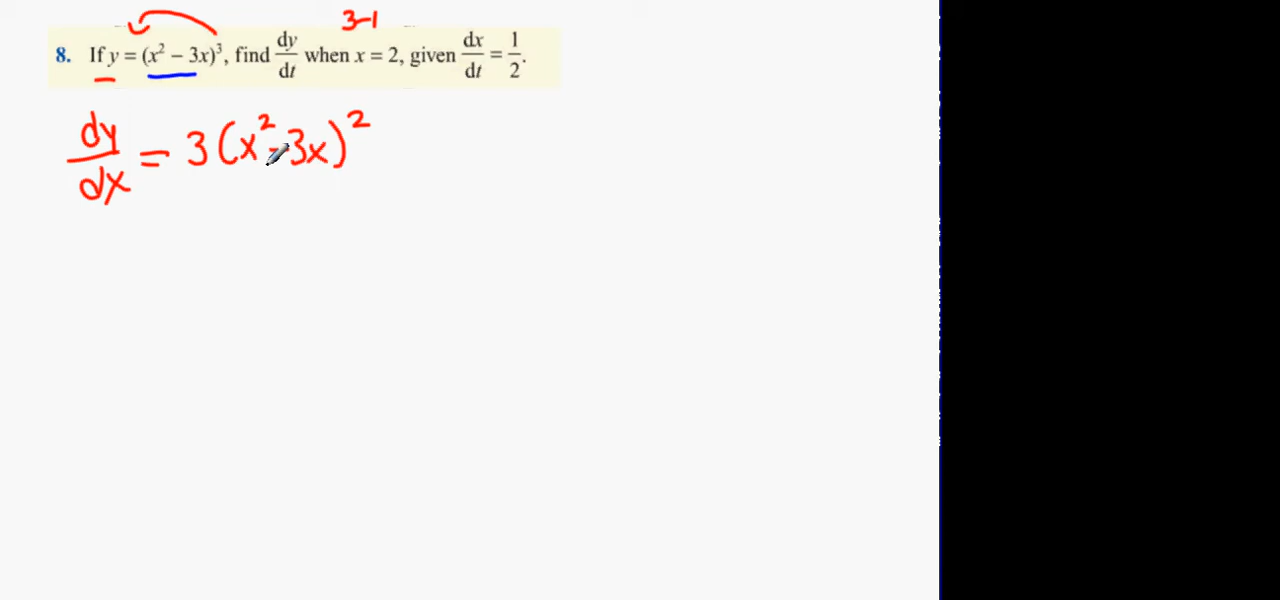 3-1
8. If y = (x² − 3x)³, find dy/dt when x = 2, given dx/dt = 1/2.
dy/dx = 3(x² - 3x)²